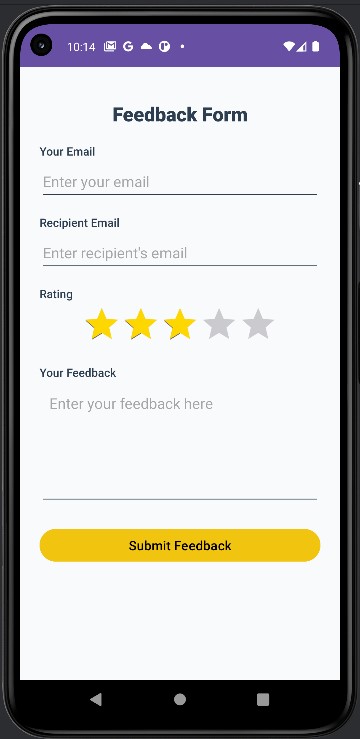 10:14
Feedback Form
Your Email
Enter your email
Recipient Email
Enter recipient's email
Rating
Your Feedback
Enter your feedback here
Submit Feedback